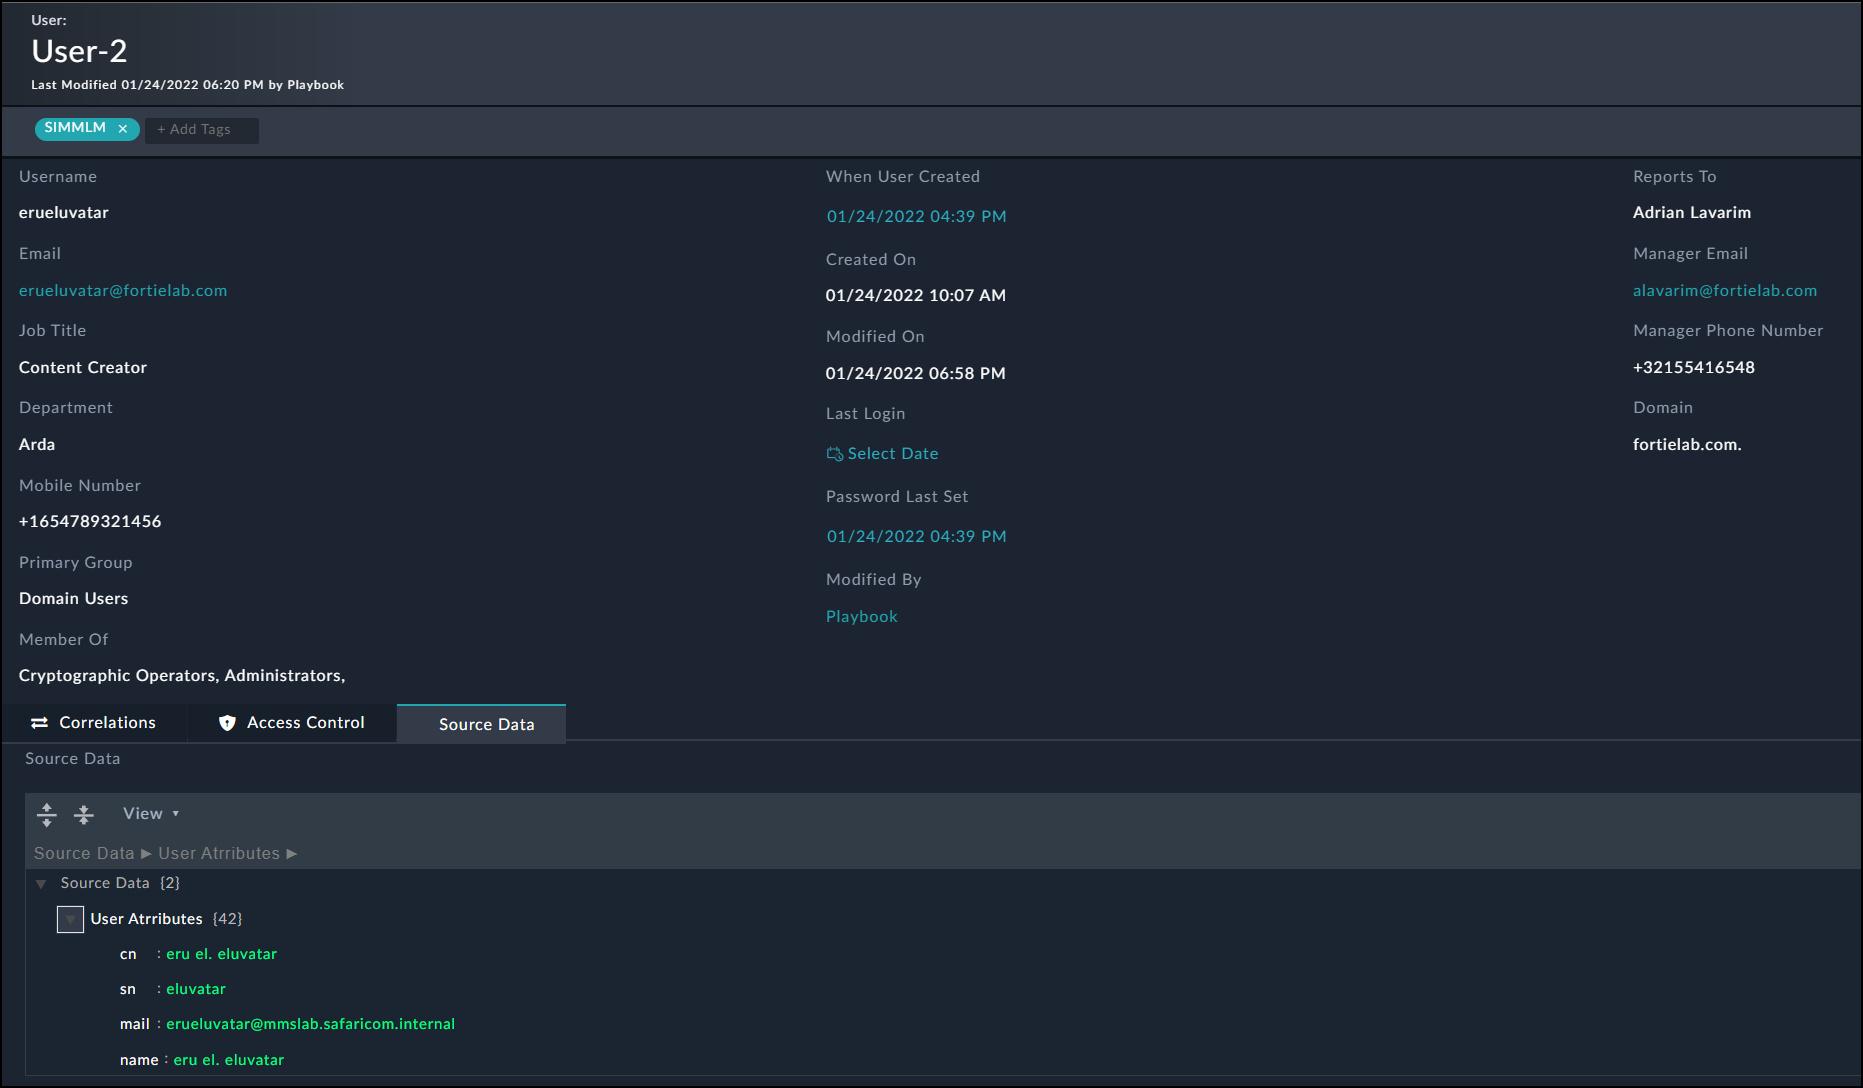 User:
User-2
Last Modified 01/24/2022 06:20 PM by Playbook
SIMMLM ×
+ Add Tags
Username
erueluvatar
Email
erueluvatar@fortielab.com
Job Title
Content Creator
Department
Arda
Mobile Number
+1654789321456
Primary Group
Domain Users
Member Of
Cryptographic Operators, Administrators,
When User Created
01/24/2022 04:39 PM
Created On
01/24/2022 10:07 AM
Modified On
01/24/2022 06:58 PM
Last Login
Select Date
Password Last Set
01/24/2022 04:39 PM
Modified By
Playbook
Reports To
Adrian Lavarim
Manager Email
alavarim@fortielab.com
Manager Phone Number
+32155416548
Domain
fortielab.com.
Correlations
Access Control
Source Data
Source Data
View ▾
Source Data ▶ User Atrributes ▶
Source Data {2}
User Atrributes {42}
cn : eru el. eluvatar
sn : eluvatar
mail : erueluvatar@mmslab.safaricom.internal
name : eru el. eluvatar